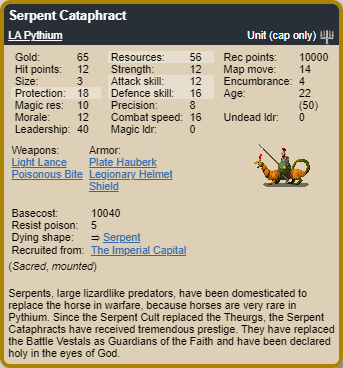 Serpent Cataphract
LA Pythium Unit (cap only)
Gold: 65 Resources: 56 Rec points: 10000
Hit points: 12 Strength: 12 Map move: 14
Size: 3 Attack skill: 12 Encumbrance: 4
Protection: 18 Defence skill: 16 Age: 22
Magic res: 10 Precision: 8 (50)
Morale: 12 Combat speed: 16 Undead ldr: 0
Leadership: 40 Magic ldr: 0
Weapons: Armor:
Light Lance Plate Hauberk
Poisonous Bite Legionary Helmet
Shield
Basecost: 10040
Resist poison: 5
Dying shape: ⇒ Serpent
Recruited from: The Imperial Capital
(Sacred, mounted)
Serpents, large lizardlike predators, have been domesticated to
replace the horse in warfare, because horses are very rare in
Pythium. Since the Serpent Cult replaced the Theurgs, the Serpent
Cataphracts have received tremendous prestige. They have replaced
the Battle Vestals as Guardians of the Faith and have been declared
holy in the eyes of God.